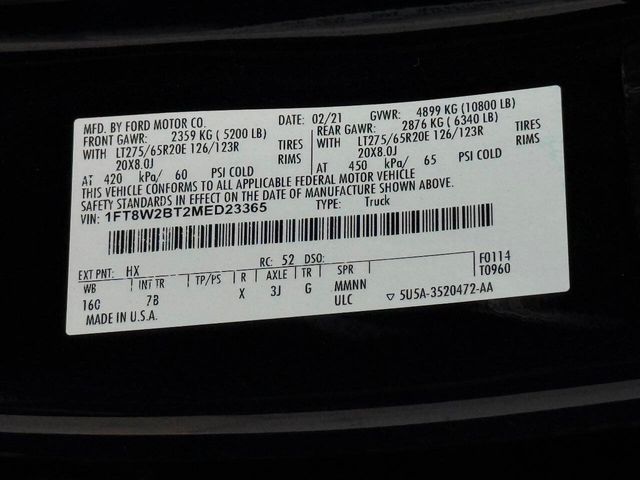 MFD. BY FORD MOTOR CO. DATE: 02/21 GVWR: 4899 KG (10800 LB)
FRONT GAWR: 2359 KG (5200 LB) REAR GAWR: 2876 KG (6340 LB)
WITH LT275/65R20E 126/123R TIRES WITH LT275/65R20E 126/123R TIRES
20X8.0J RIMS 20X8.0J RIMS
AT 420 kPa/ 60 PSI COLD AT 450 kPa/ 65 PSI COLD
THIS VEHICLE CONFORMS TO ALL APPLICABLE FEDERAL MOTOR VEHICLE
SAFETY STANDARDS IN EFFECT ON THE DATE OF MANUFACTURE SHOWN ABOVE.
VIN: 1FT8W2BT2MED23365 TYPE: Truck
EXT PNT: HX RC: 52 DSO: F0114
WB INT TR TP/PS R AXLE TR SPR T0960
160 7B X 3J G MMNN
ULC
MADE IN U.S.A. ▽ 5U5A-3520472-AA